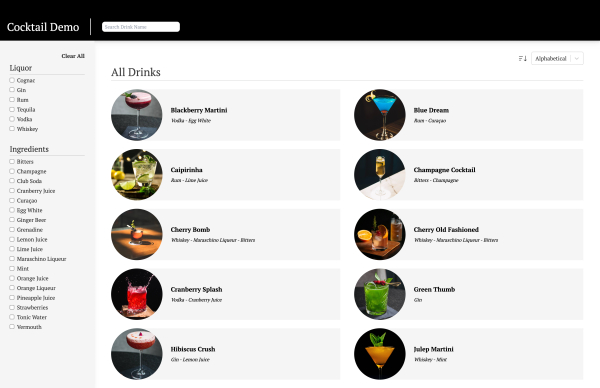 Cocktail Demo
Search Drink Name
Clear All
Liquor
Cognac
Gin
Rum
Tequila
Vodka
Whiskey
Ingredients
Bitters
Champagne
Club Soda
Cranberry Juice
Curaçao
Egg White
Ginger Beer
Grenadine
Lemon Juice
Lime Juice
Maraschino Liqueur
Mint
Orange Juice
Orange Liqueur
Pineapple Juice
Strawberries
Tonic Water
Vermouth
Alphabetical
All Drinks
Blackberry Martini
Vodka - Egg White
Blue Dream
Rum - Curaçao
Caipirinha
Rum - Lime Juice
Champagne Cocktail
Bitters - Champagne
Cherry Bomb
Whiskey - Maraschino Liqueur - Bitters
Cherry Old Fashioned
Whiskey - Maraschino Liqueur - Bitters
Cranberry Splash
Vodka - Cranberry Juice
Green Thumb
Gin
Hibiscus Crush
Gin - Lemon Juice
Julep Martini
Whiskey - Mint